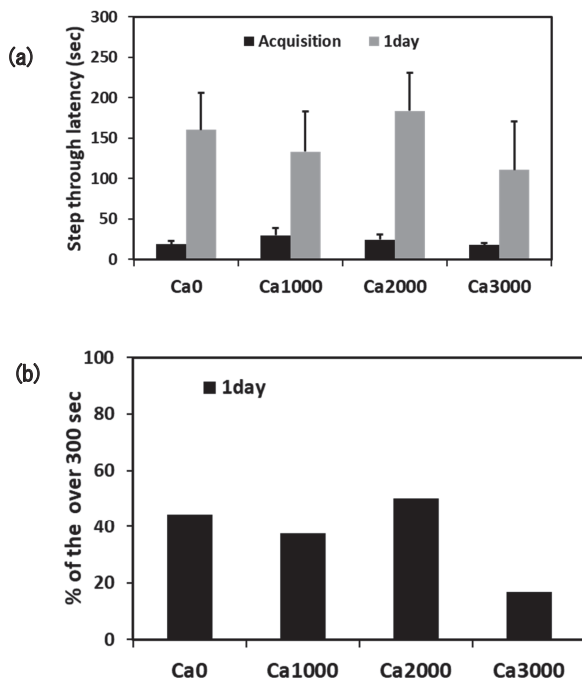 (a)
Step through latency (sec)
300
250
200
150
100
50
0
Acquisition 1day
Ca0 Ca1000 Ca2000 Ca3000
(b)
% of the over 300 sec
100
80
60
40
20
0
1day
Ca0 Ca1000 Ca2000 Ca3000